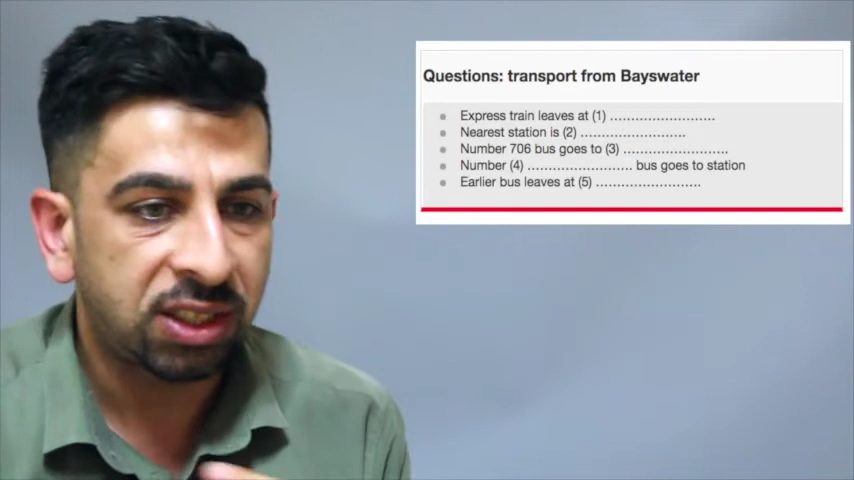 Questions: transport from Bayswater
Express train leaves at (1) ..........................
Nearest station is (2) ..........................
Number 706 bus goes to (3) ..........................
Number (4) .......................... bus goes to station
Earlier bus leaves at (5) ..........................